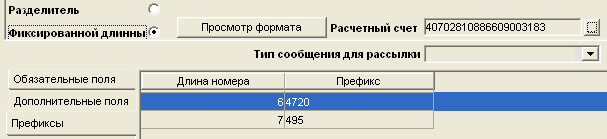 Разделитель
Фиксированной длинны
Просмотр формата
Расчетный счет 40702810886609003183
Тип сообщения для рассылки
Обязательные поля
Дополнительные поля
Префиксы
Длина номера Префикс
6 4720
7 495